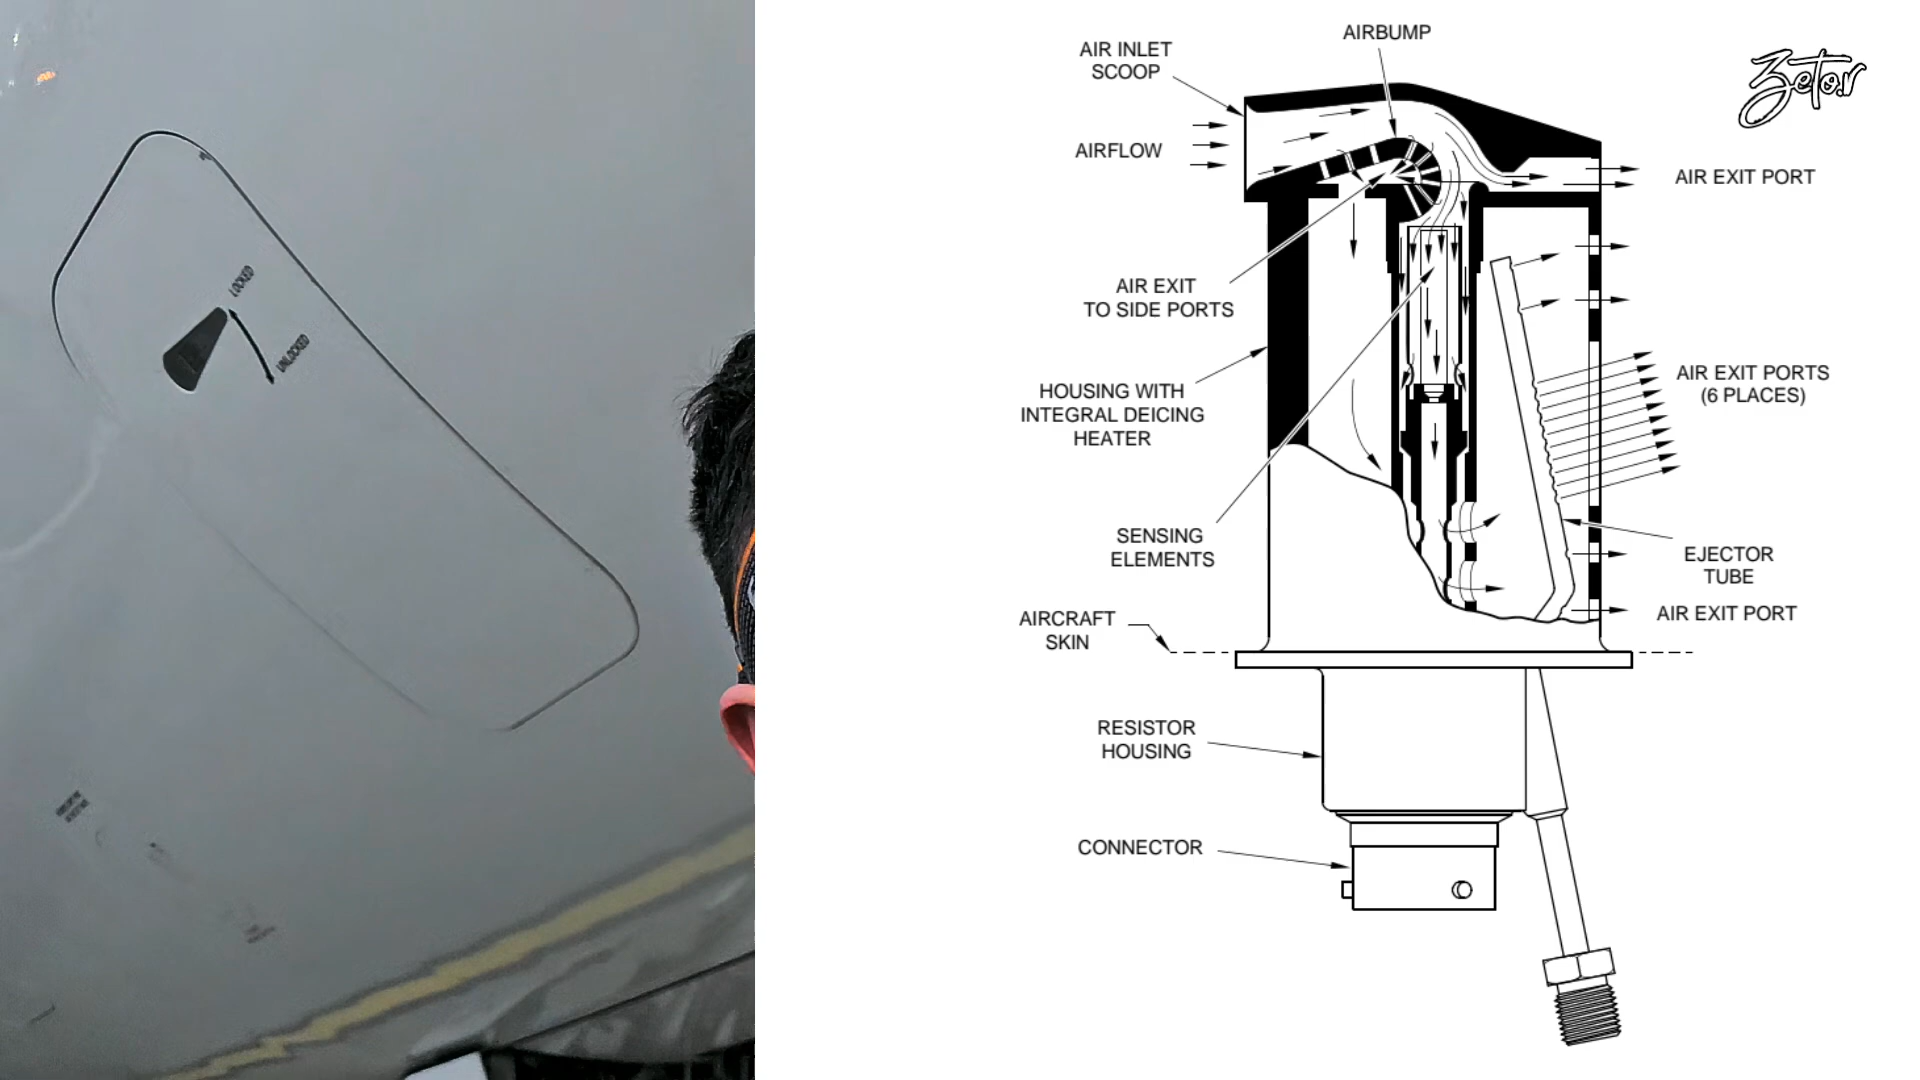 LOCKED
UNLOCKED
AIRBUMP
AIR INLET
SCOOP
AIRFLOW
AIR EXIT PORT
AIR EXIT
TO SIDE PORTS
HOUSING WITH
INTEGRAL DEICING
HEATER
AIR EXIT PORTS
(6 PLACES)
SENSING
ELEMENTS
EJECTOR
TUBE
AIR EXIT PORT
AIRCRAFT
SKIN
RESISTOR
HOUSING
CONNECTOR
Zeto.r